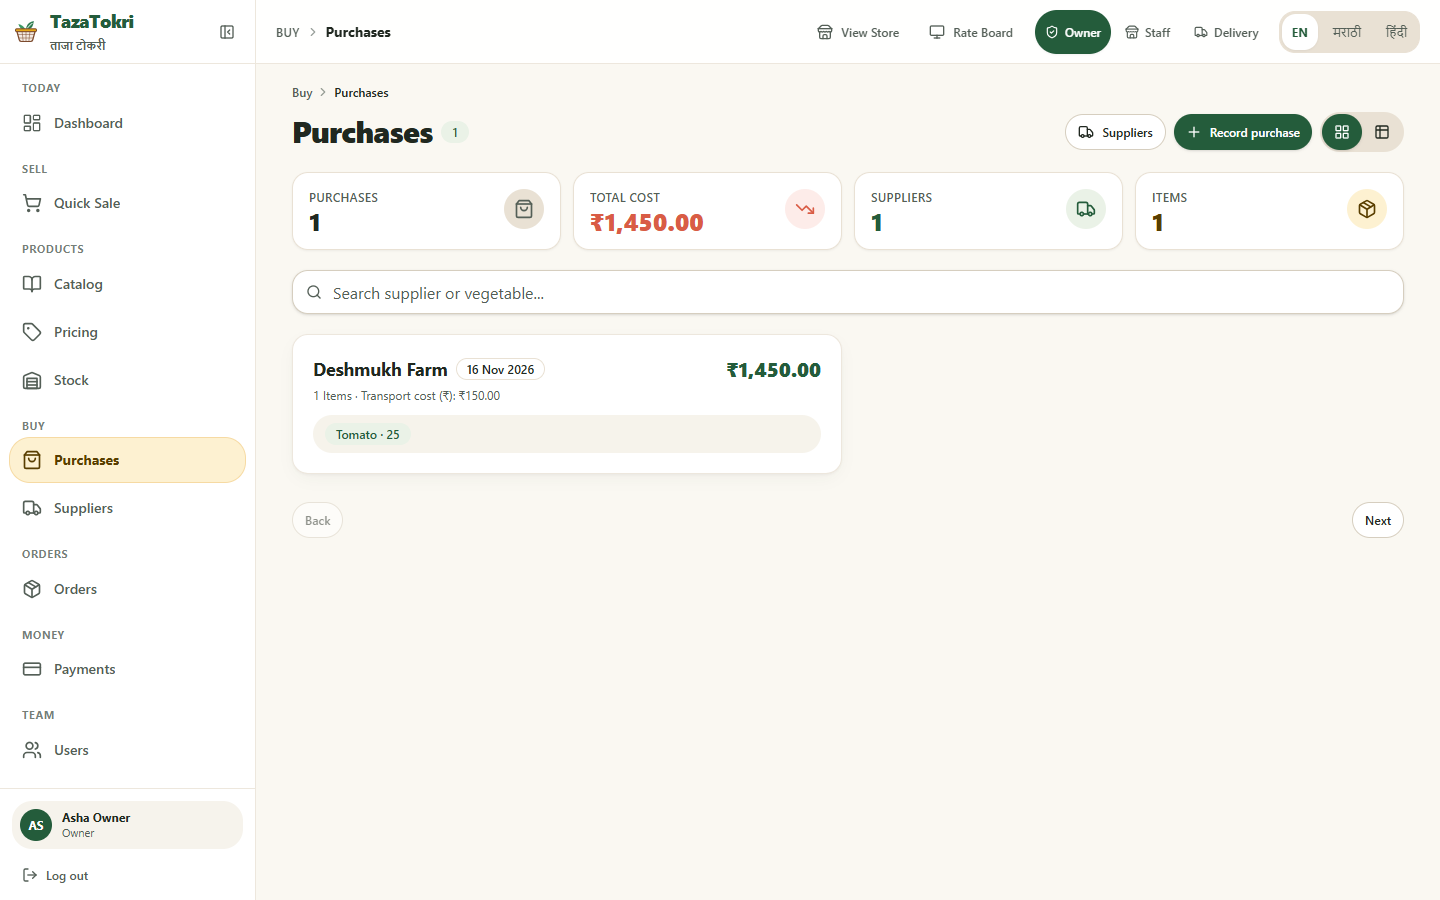 TazaTokri
ताजा टोकरी
BUY > Purchases
View Store
Rate Board
Owner
Staff
Delivery
EN
मराठी
हिंदी
TODAY
Dashboard
SELL
Quick Sale
PRODUCTS
Catalog
Pricing
Stock
BUY
Purchases
Suppliers
ORDERS
Orders
MONEY
Payments
TEAM
Users
AS
Asha Owner
Owner
Log out
Buy > Purchases
Purchases 1
Suppliers
+ Record purchase
PURCHASES
1
TOTAL COST
₹1,450.00
SUPPLIERS
1
ITEMS
1
Search supplier or vegetable...
Deshmukh Farm 16 Nov 2026 ₹1,450.00
1 Items · Transport cost (₹): ₹150.00
Tomato · 25
Back
Next